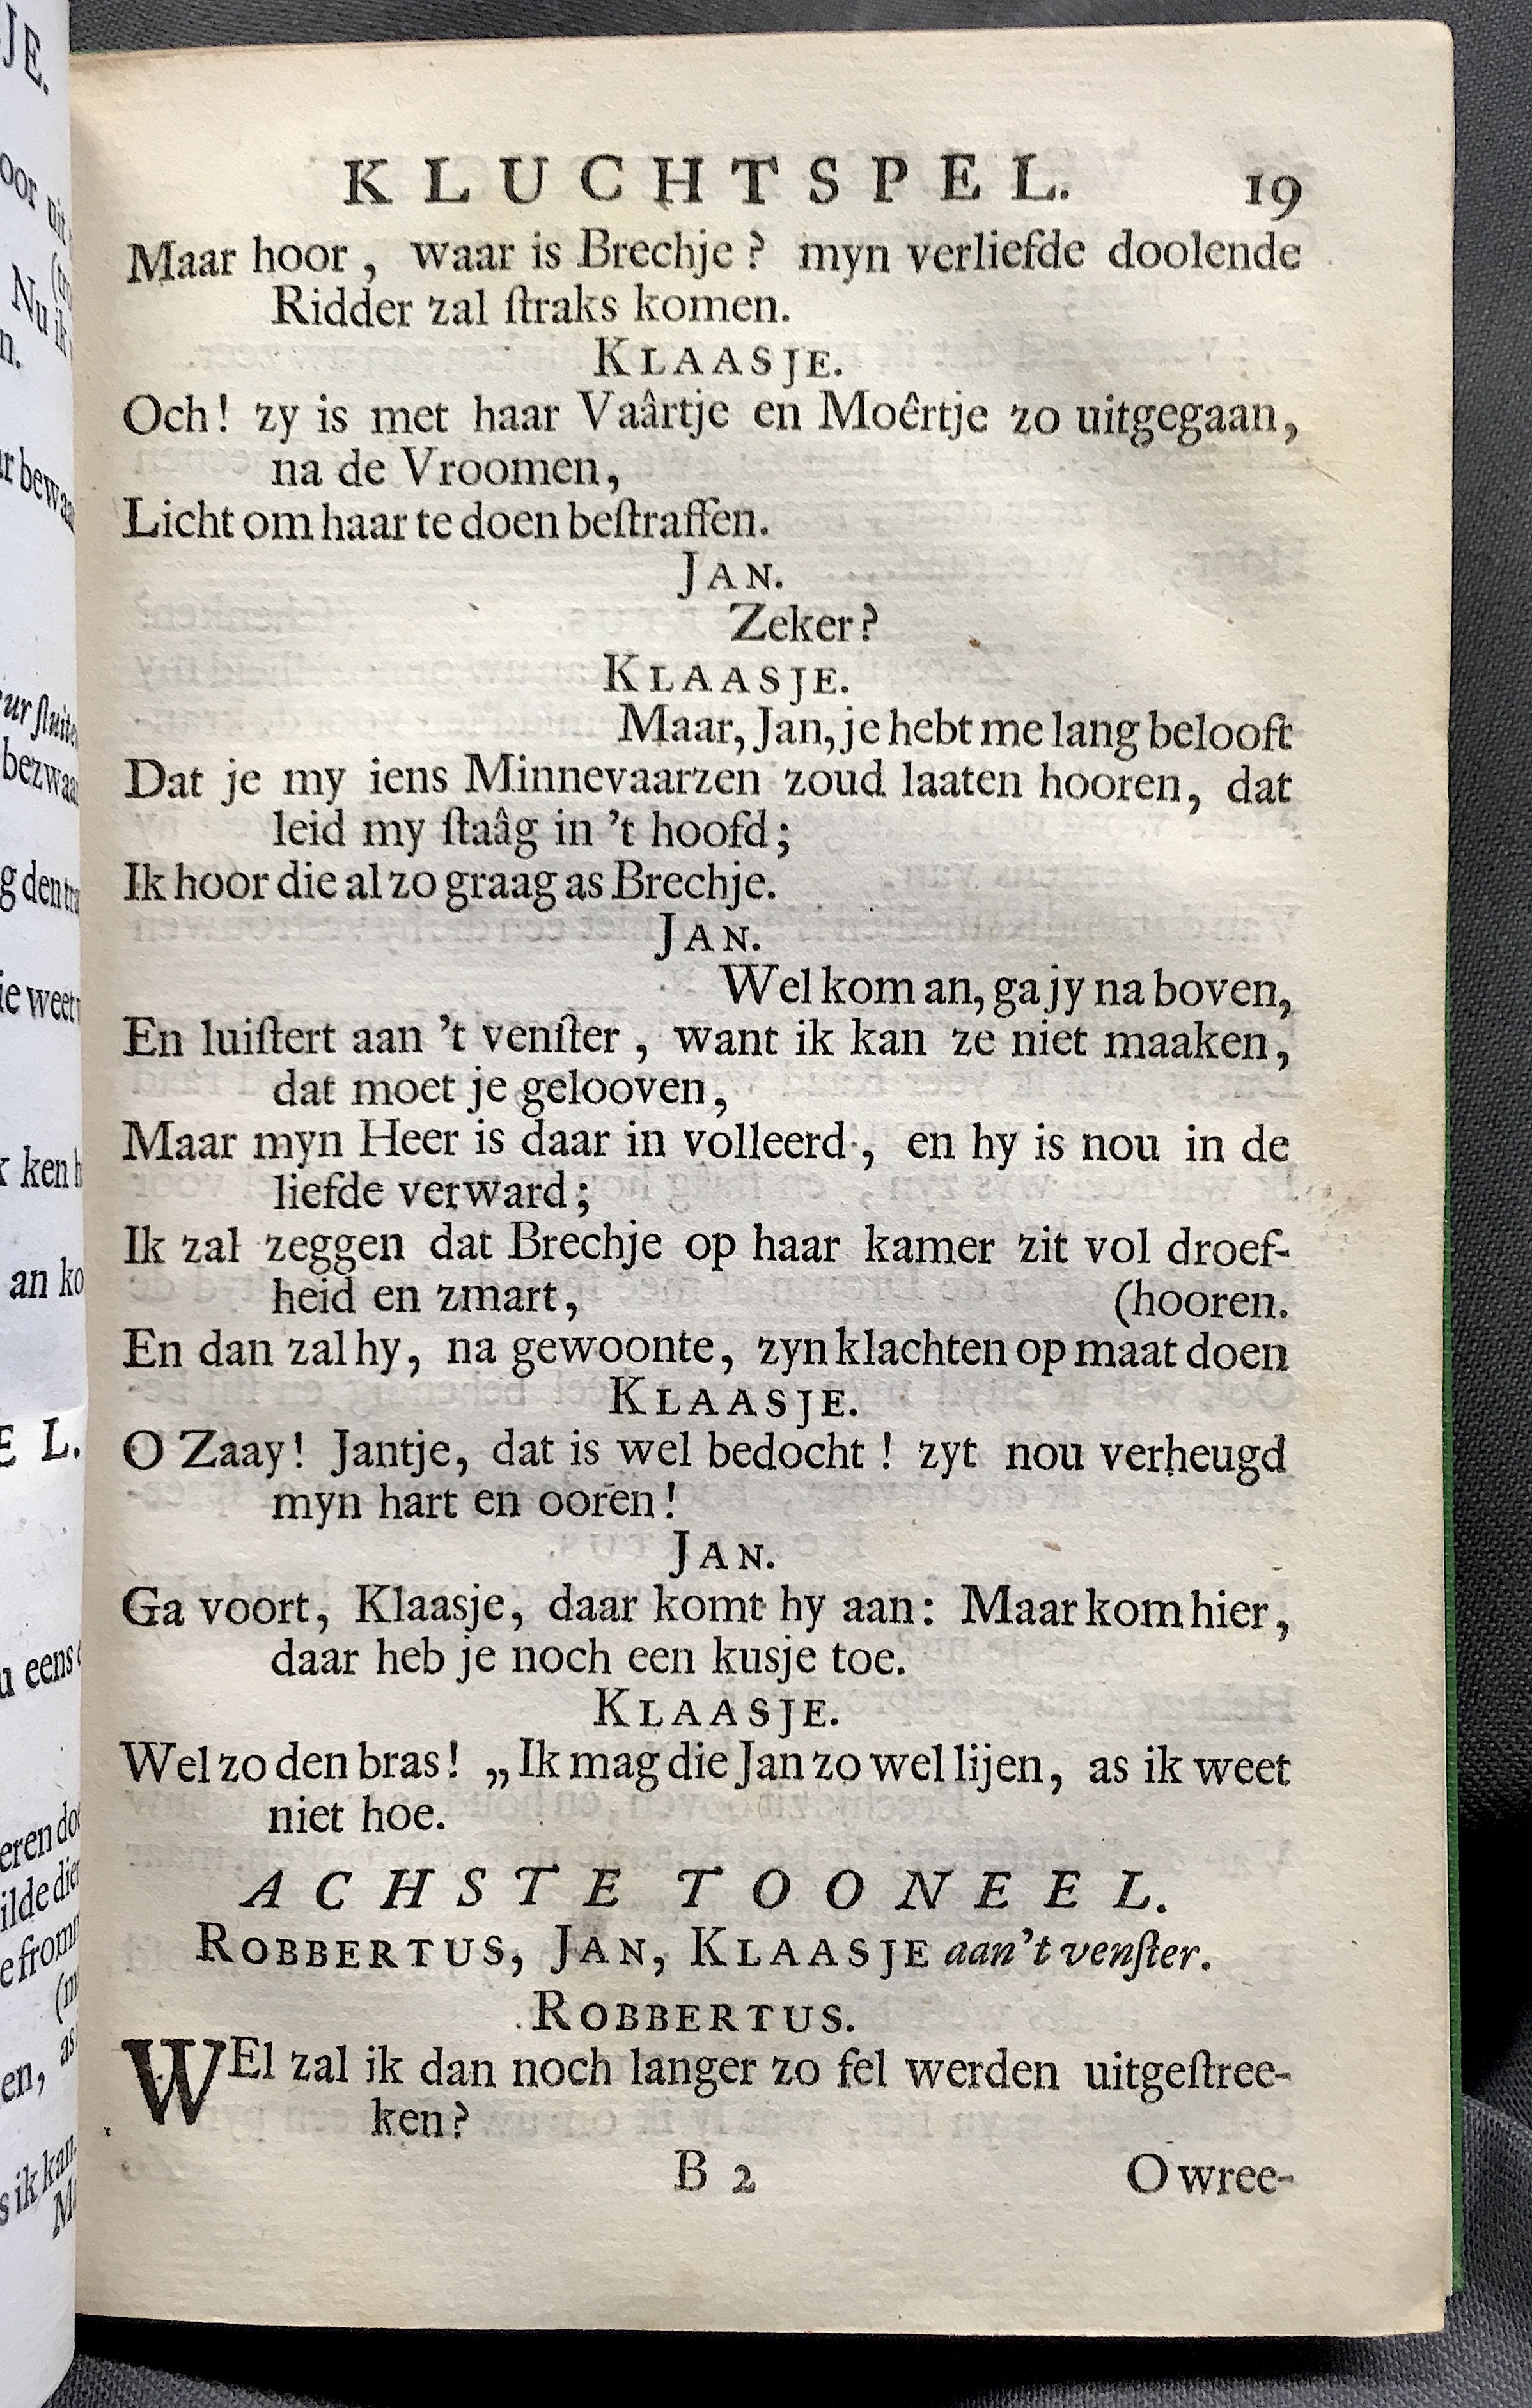 KLUCHTSPEL. 19
Maar hoor, waar is Brechje? myn verliefde doolende
Ridder zal ſtraks komen.
KLAASJE.
Och! zy is met haar Vaârtje en Moêrtje zo uitgegaan,
na de Vroomen,
Licht om haar te doen beſtraffen.
JAN.
Zeker?
KLAASJE.
Maar, Jan, je hebt me lang belooft
Dat je my iens Minnevaarzen zoud laaten hooren, dat
leid my ſtaâg in 't hoofd;
Ik hoor die al zo graag as Brechje.
JAN.
Wel kom an, ga jy na boven,
En luiſtert aan 't venſter, want ik kan ze niet maaken,
dat moet je gelooven,
Maar myn Heer is daar in volleerd, en hy is nou in de
liefde verward;
Ik zal zeggen dat Brechje op haar kamer zit vol droef-
heid en zmart, (hooren.
En dan zal hy, na gewoonte, zyn klachten op maat doen
KLAASJE.
O Zaay! Jantje, dat is wel bedocht! zyt nou verheugd
myn hart en ooren!
JAN.
Ga voort, Klaasje, daar komt hy aan: Maar kom hier,
daar heb je noch een kusje toe.
KLAASJE.
Wel zo den bras! „Ik mag die Jan zo wel lijen, as ik weet
niet hoe.
ACHSTE TOONEEL.
ROBBERTUS, JAN, KLAASJE aan 't venſter.
ROBBERTUS.
WEl zal ik dan noch langer zo fel werden uitgeſtree-
ken?
B 2 O wree-